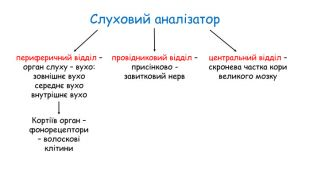 Слуховий аналізатор
периферичний відділ –
орган слуху – вухо:
зовнішнє вухо
середнє вухо
внутрішнє вухо
провідниковий відділ –
присінково -
завитковий нерв
центральний відділ –
скронева частка кори
великого мозку
Кортіїв орган –
фонорецептори
– волоскові
клітини